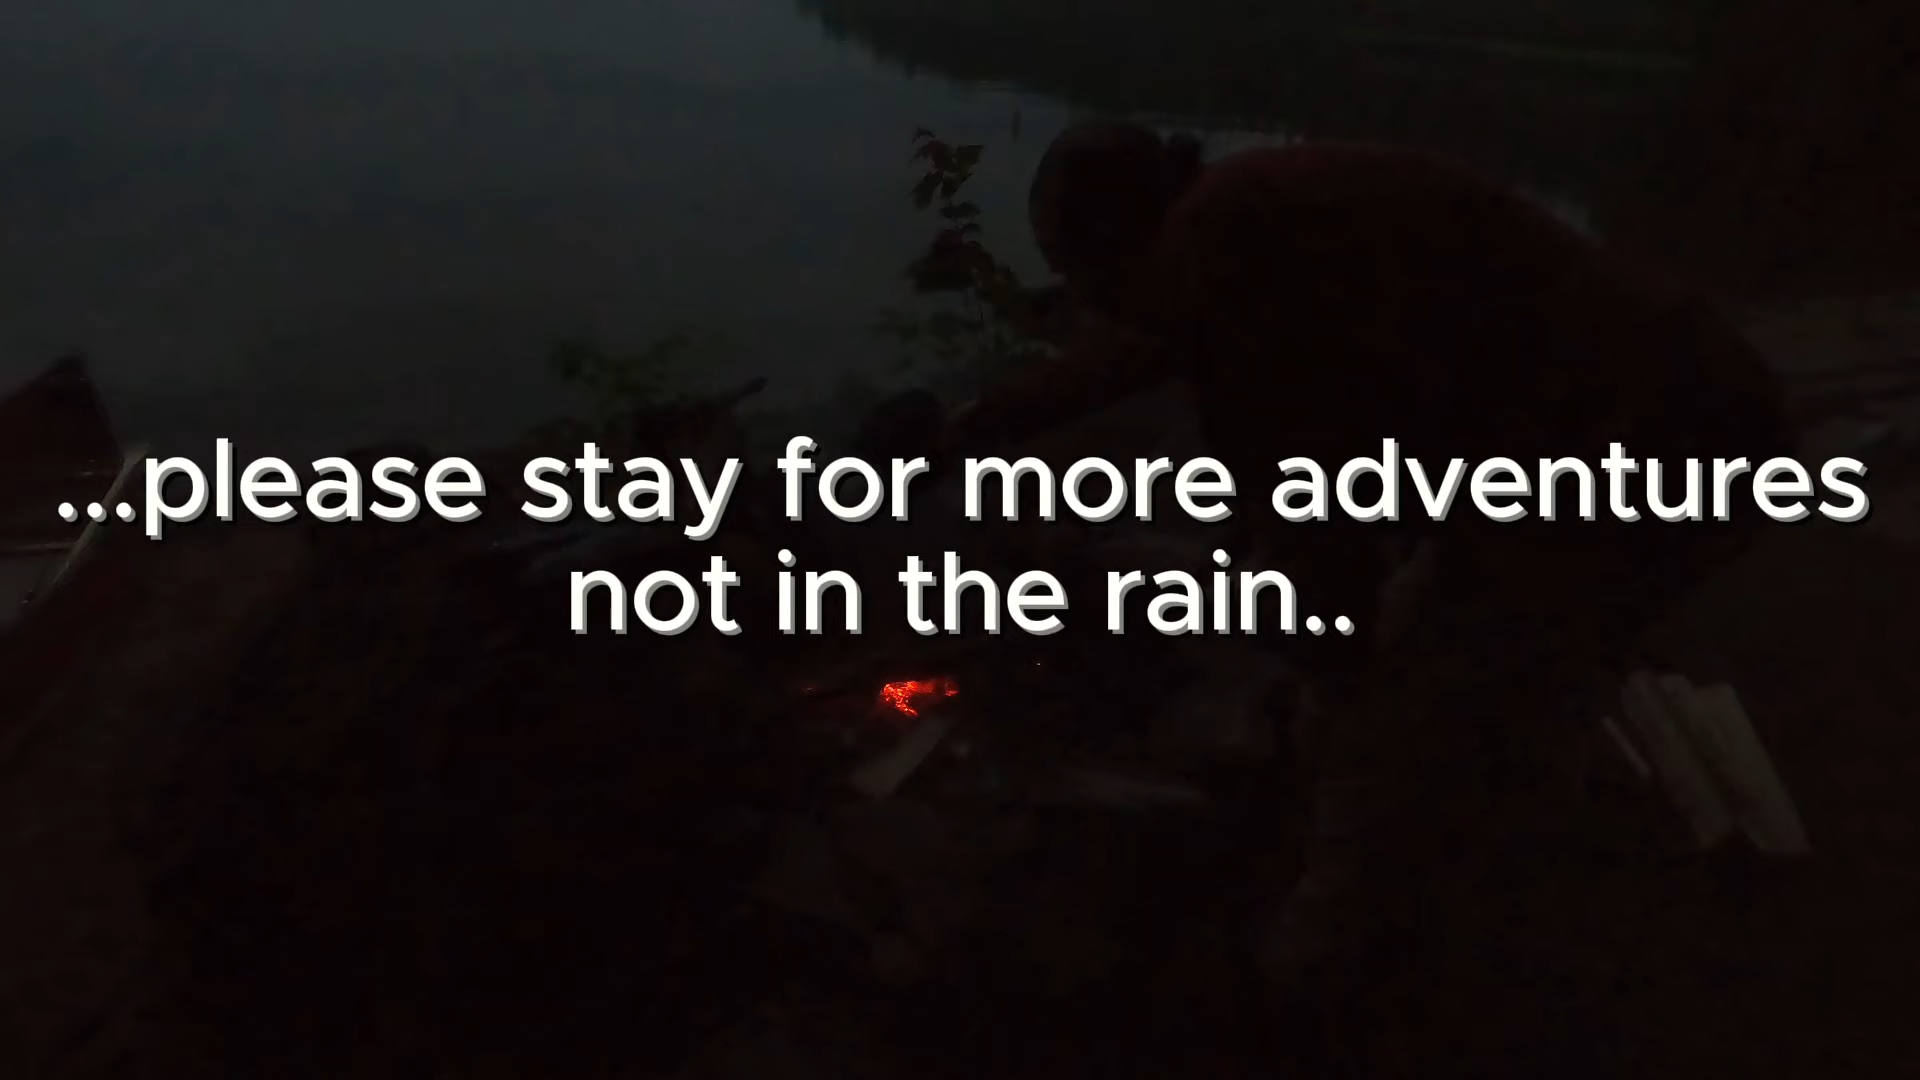 ...please stay for more adventures
not in the rain..